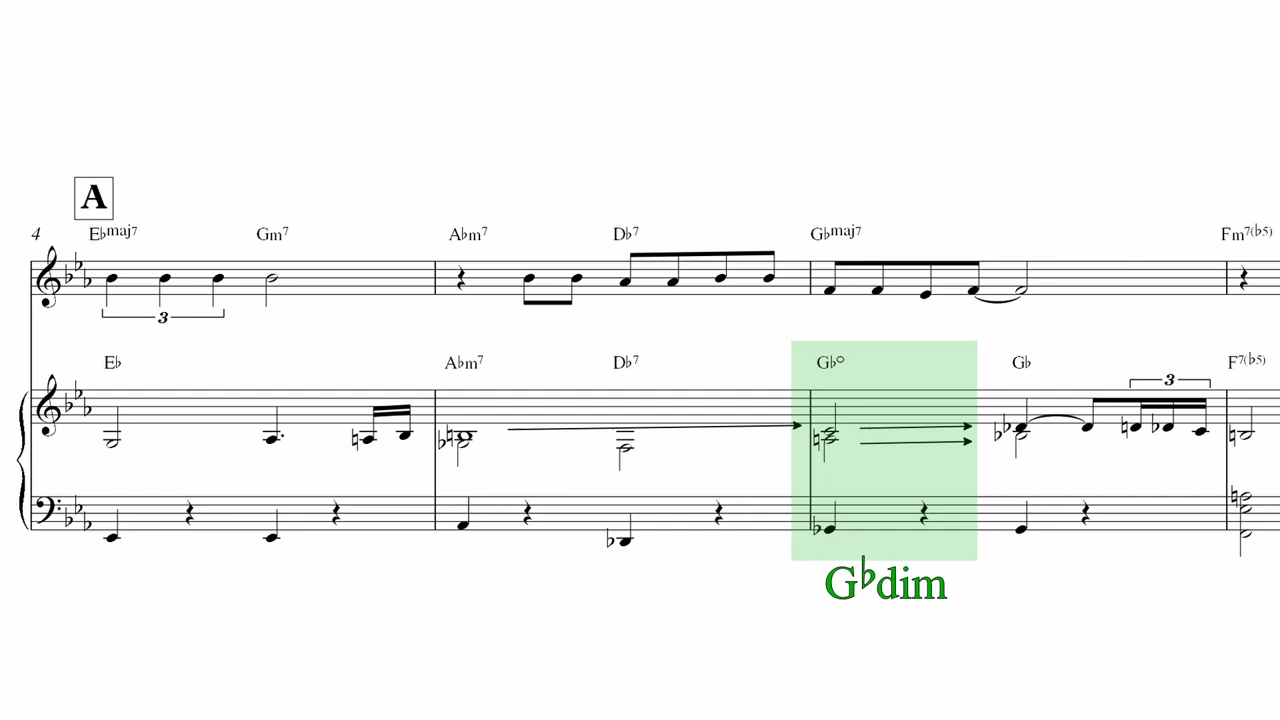 A
4 E♭maj7 Gm7 A♭m7 D♭7 G♭maj7 Fm7(♭5)
3
E♭ A♭m7 D♭7 G♭o G♭ F7(♭5)
3
G♭dim